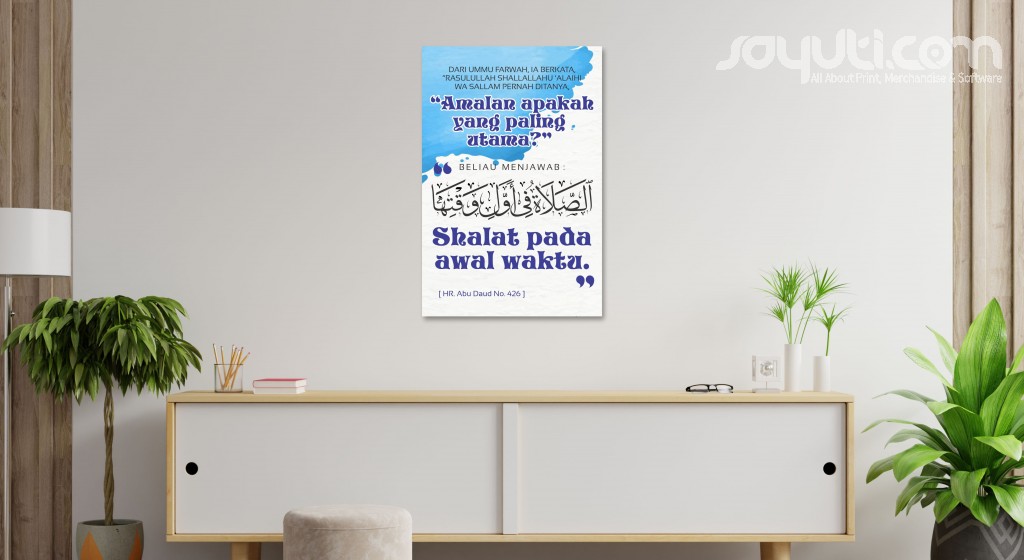 sayuti.com
All About Print, Merchandise & Software
DARI UMMU FARWAH, IA BERKATA,
"RASULULLAH SHALLALLAHU 'ALAIHI
WA SALLAM PERNAH DITANYA,
“Amalan apakah
yang paling
utama?”
“ BELIAU MENJAWAB :
اَلصَّلَاةُ فِي أَوَّلِ وَقْتِهَا
Shalat pada
awal waktu.
”
[ HR. Abu Daud No. 426 ]